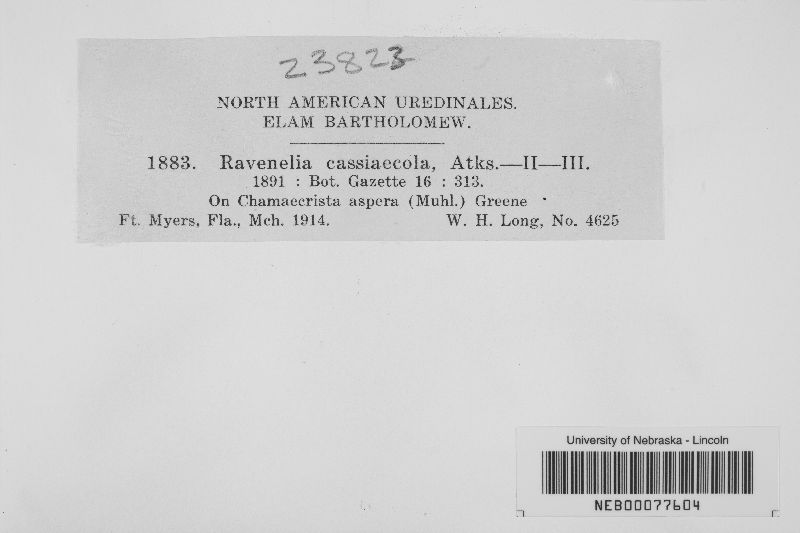 23823
NORTH AMERICAN UREDINALES.
ELAM BARTHOLOMEW.
1883. Ravenelia cassiaecola, Atks.—II—III.
1891 : Bot. Gazette 16 : 313.
On Chamaecrista aspera (Muhl.) Greene
Ft. Myers, Fla., Mch. 1914. W. H. Long, No. 4625
University of Nebraska - Lincoln
NEB00077604